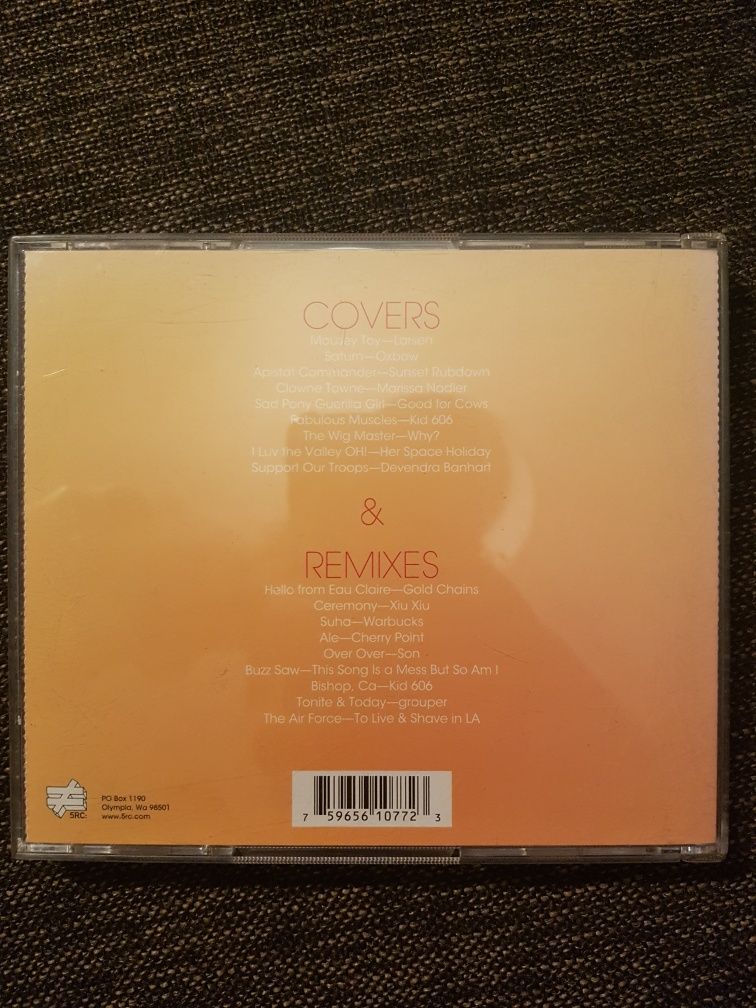 COVERS
Mousey Toy—Larsen
Saturn—Oxbow
Apistat Commander—Sunset Rubdown
Clowne Towne—Marissa Nadler
Sad Pony Guerilla Girl—Good for Cows
Fabulous Muscles—Kid 606
The Wig Master—Why?
I Luv the Valley OH!—Her Space Holiday
Support Our Troops—Devendra Banhart
&
REMIXES
Hello from Eau Claire—Gold Chains
Ceremony—Xiu Xiu
Suha—Warbucks
Ale—Cherry Point
Over Over—Son
Buzz Saw—This Song Is a Mess But So Am I
Bishop, Ca—Kid 606
Tonite & Today—grouper
The Air Force—To Live & Shave in LA
5RC:
PO Box 1190
Olympia, Wa 98501
www.5rc.com
7 59656 10772 3